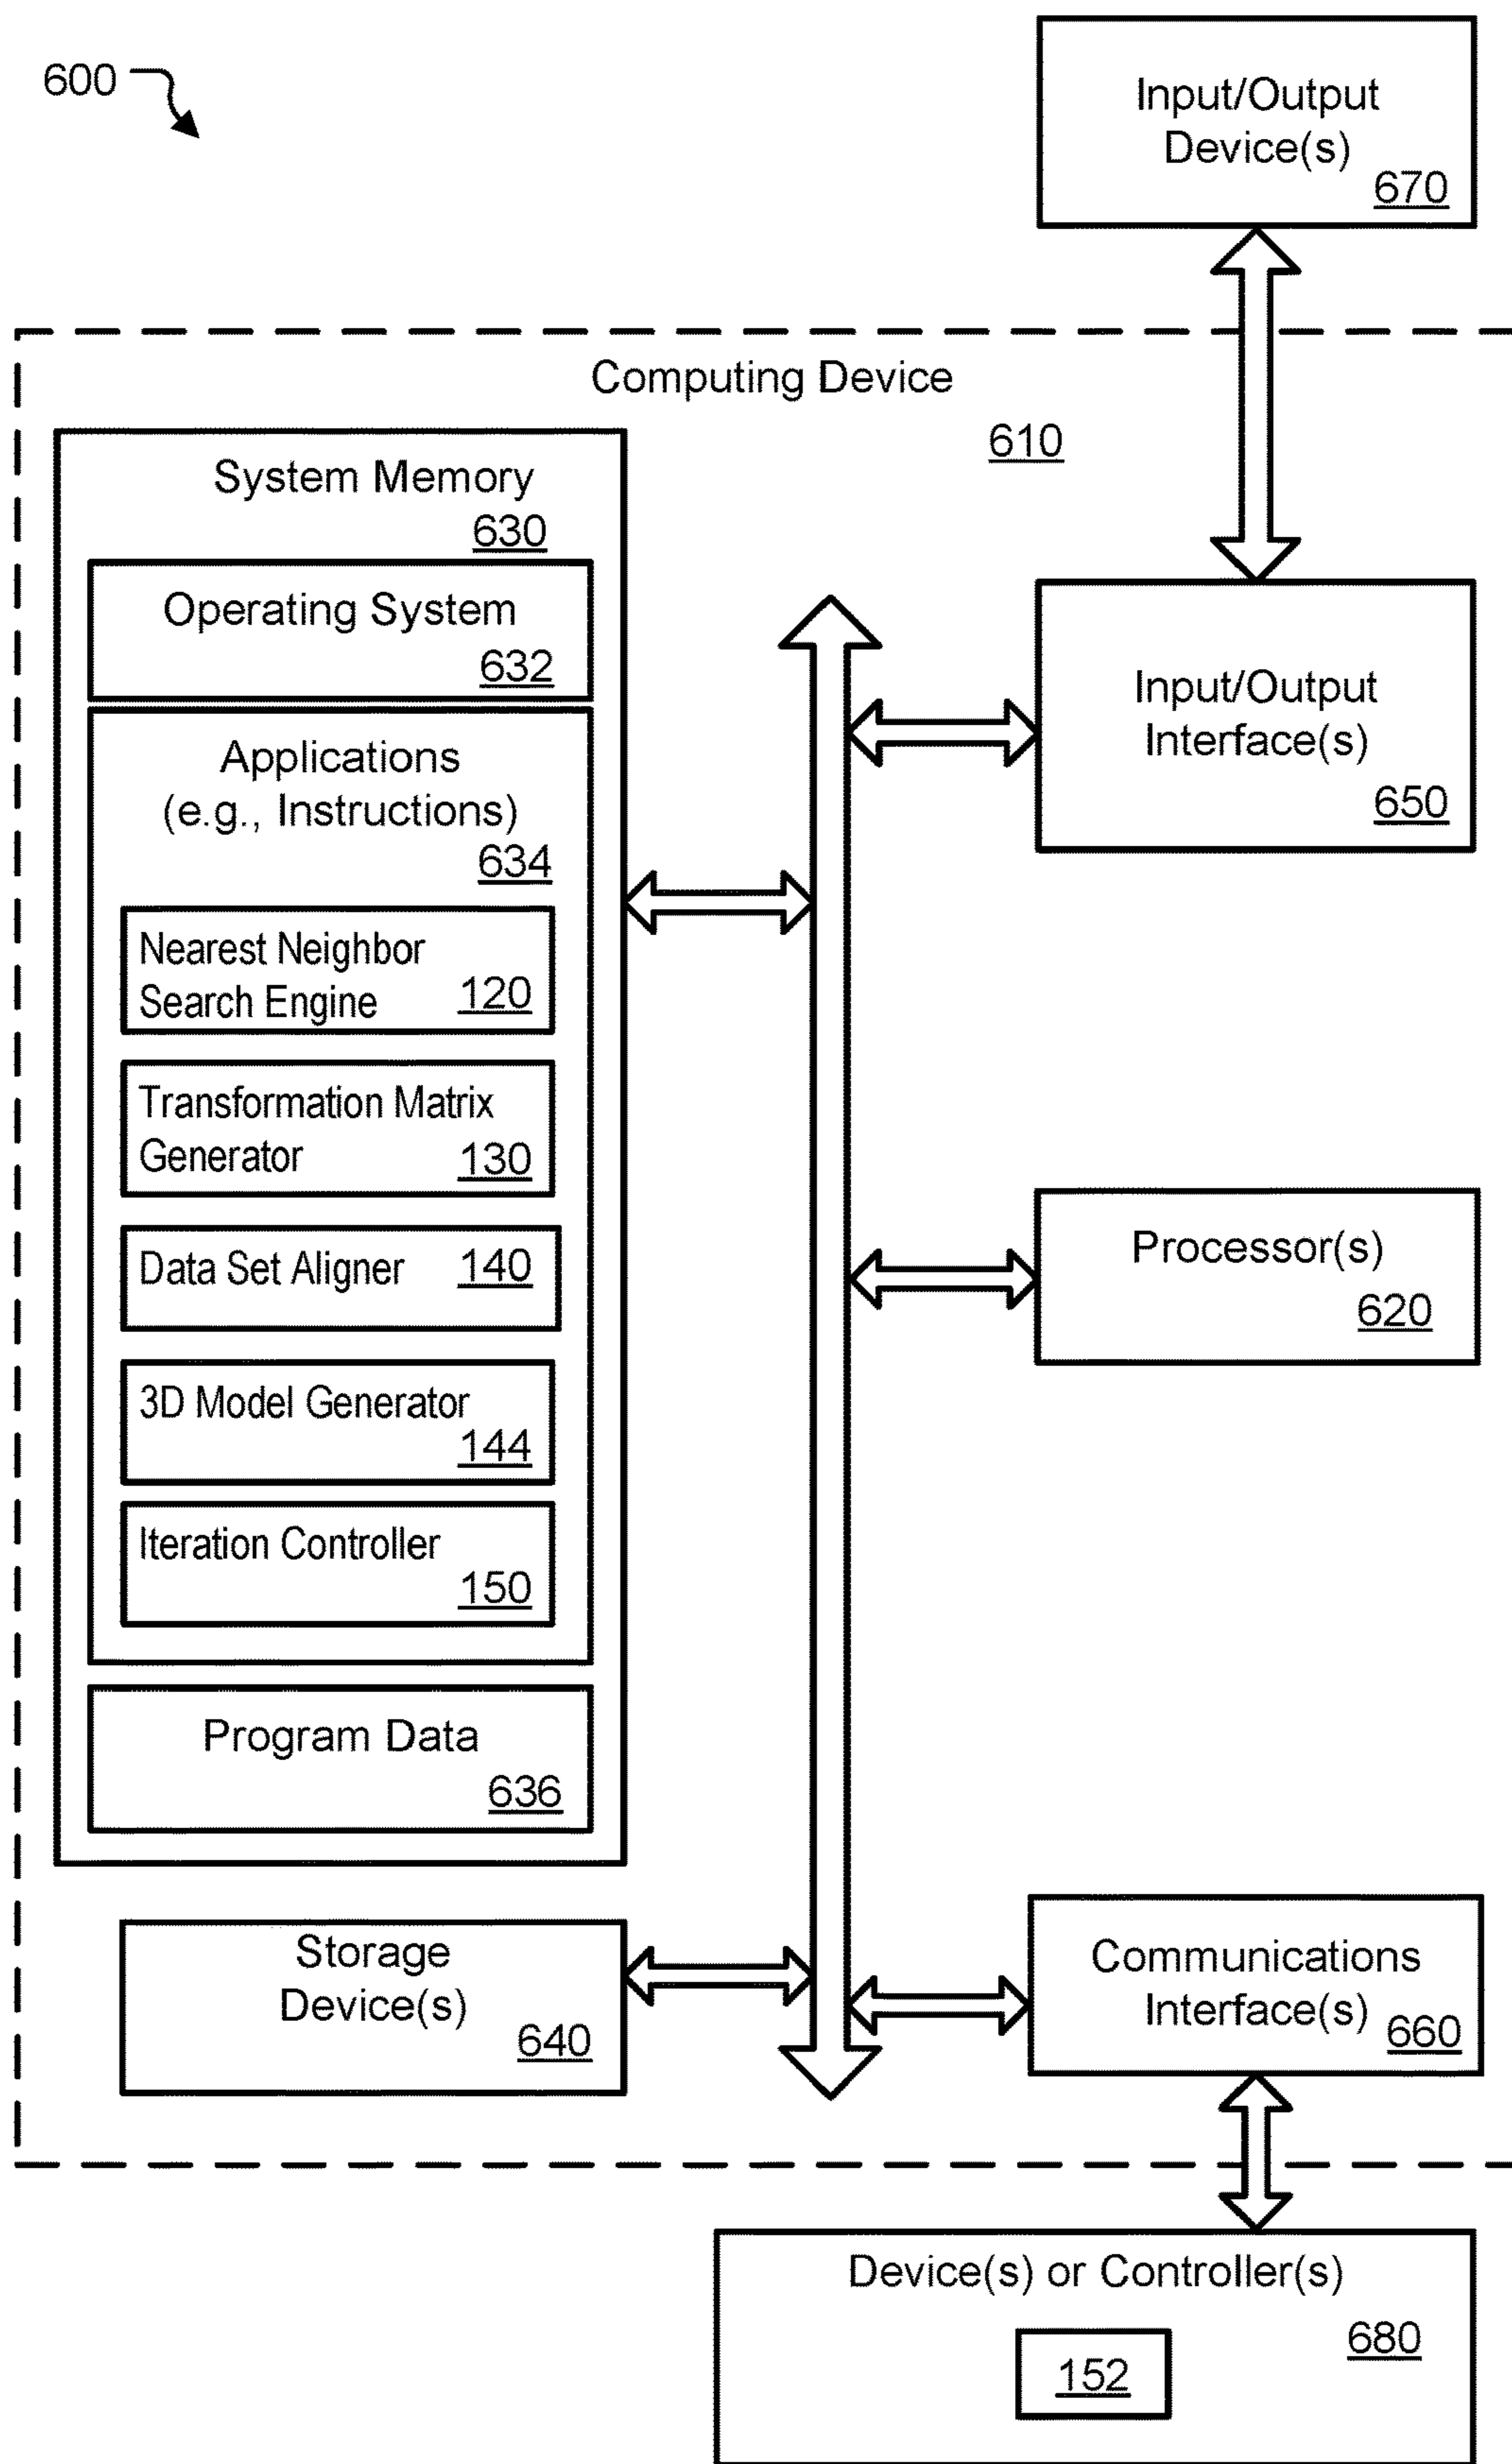 600
Input/Output
Device(s)
670
Computing Device
610
System Memory
630
Operating System
632
Applications
(e.g., Instructions)
634
Nearest Neighbor
Search Engine 120
Transformation Matrix
Generator 130
Data Set Aligner 140
3D Model Generator
144
Iteration Controller
150
Program Data
636
Storage
Device(s)
640
Input/Output
Interface(s)
650
Processor(s)
620
Communications
Interface(s) 660
Device(s) or Controller(s)
680
152